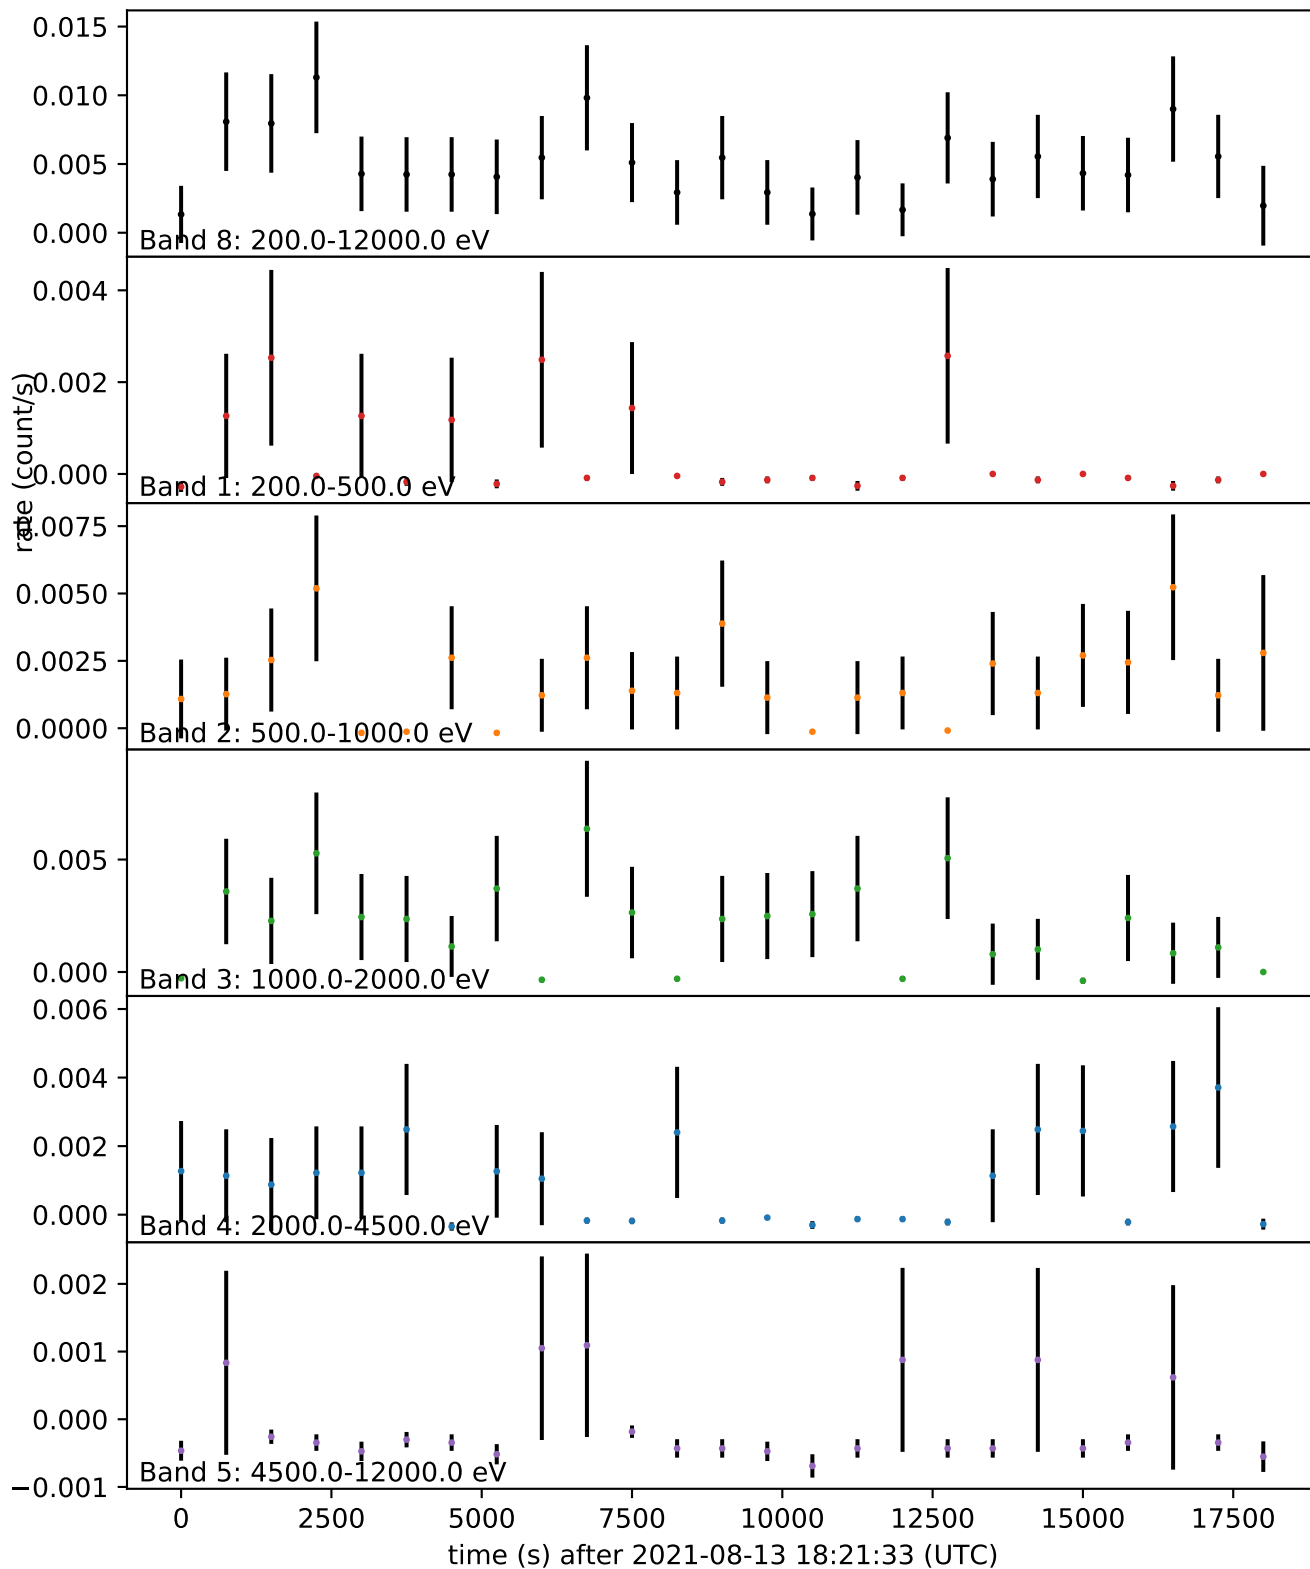 0.015
0.010
0.005
0.000
Band 8: 200.0-12000.0 eV
0.004
0.002
0.000
Band 1: 200.0-500.0 eV
rate (count/s)
0.0075
0.0050
0.0025
0.0000
Band 2: 500.0-1000.0 eV
0.005
0.000
Band 3: 1000.0-2000.0 eV
0.006
0.004
0.002
0.000
Band 4: 2000.0-4500.0 eV
0.002
0.001
0.000
−0.001
Band 5: 4500.0-12000.0 eV
0 2500 5000 7500 10000 12500 15000 17500
time (s) after 2021-08-13 18:21:33 (UTC)